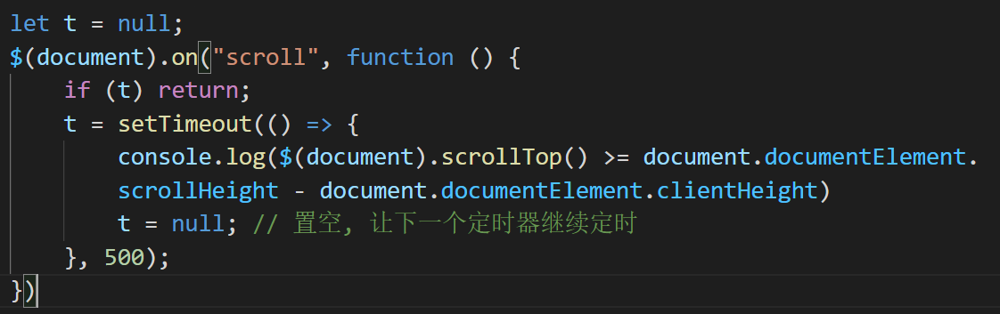 let t = null;
$(document).on("scroll", function () {
    if (t) return;
    t = setTimeout(() => {
        console.log($(document).scrollTop() >= document.documentElement.
        scrollHeight - document.documentElement.clientHeight)
        t = null; // 置空, 让下一个定时器继续定时
    }, 500);
})